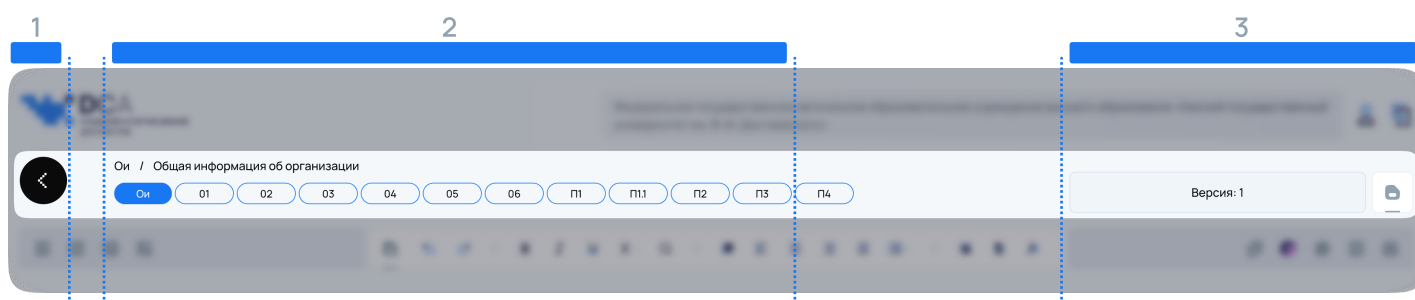 1
2
3
DCA
Ои / Общая информация об организации
Ои 01 02 03 04 05 06 П1 П1.1 П2 П3 П4
Версия: 1